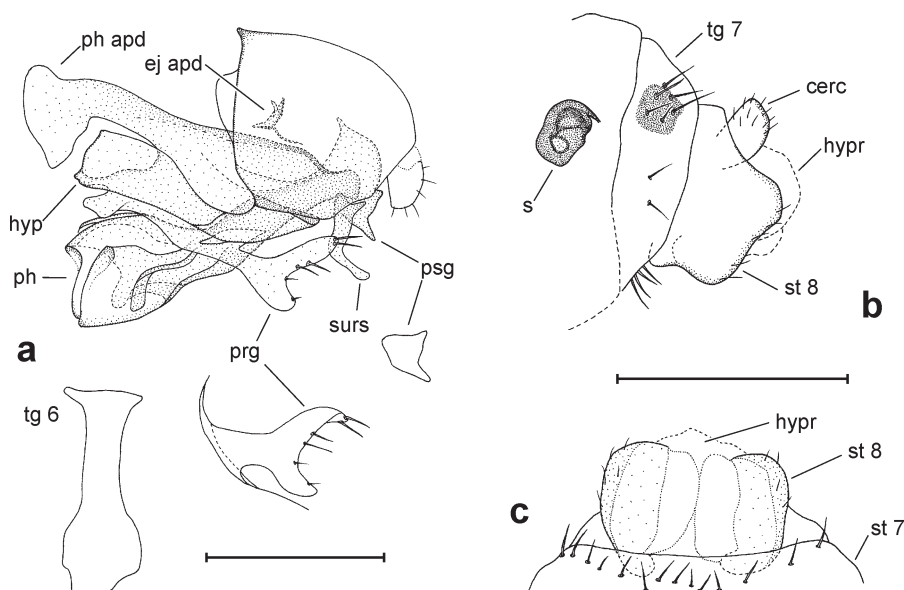 ph apd
ej apd
hyp
ph
psg
surs
prg
a
tg 6
tg 7
cerc
hypr
s
st 8
b
hypr
st 8
c
st 7